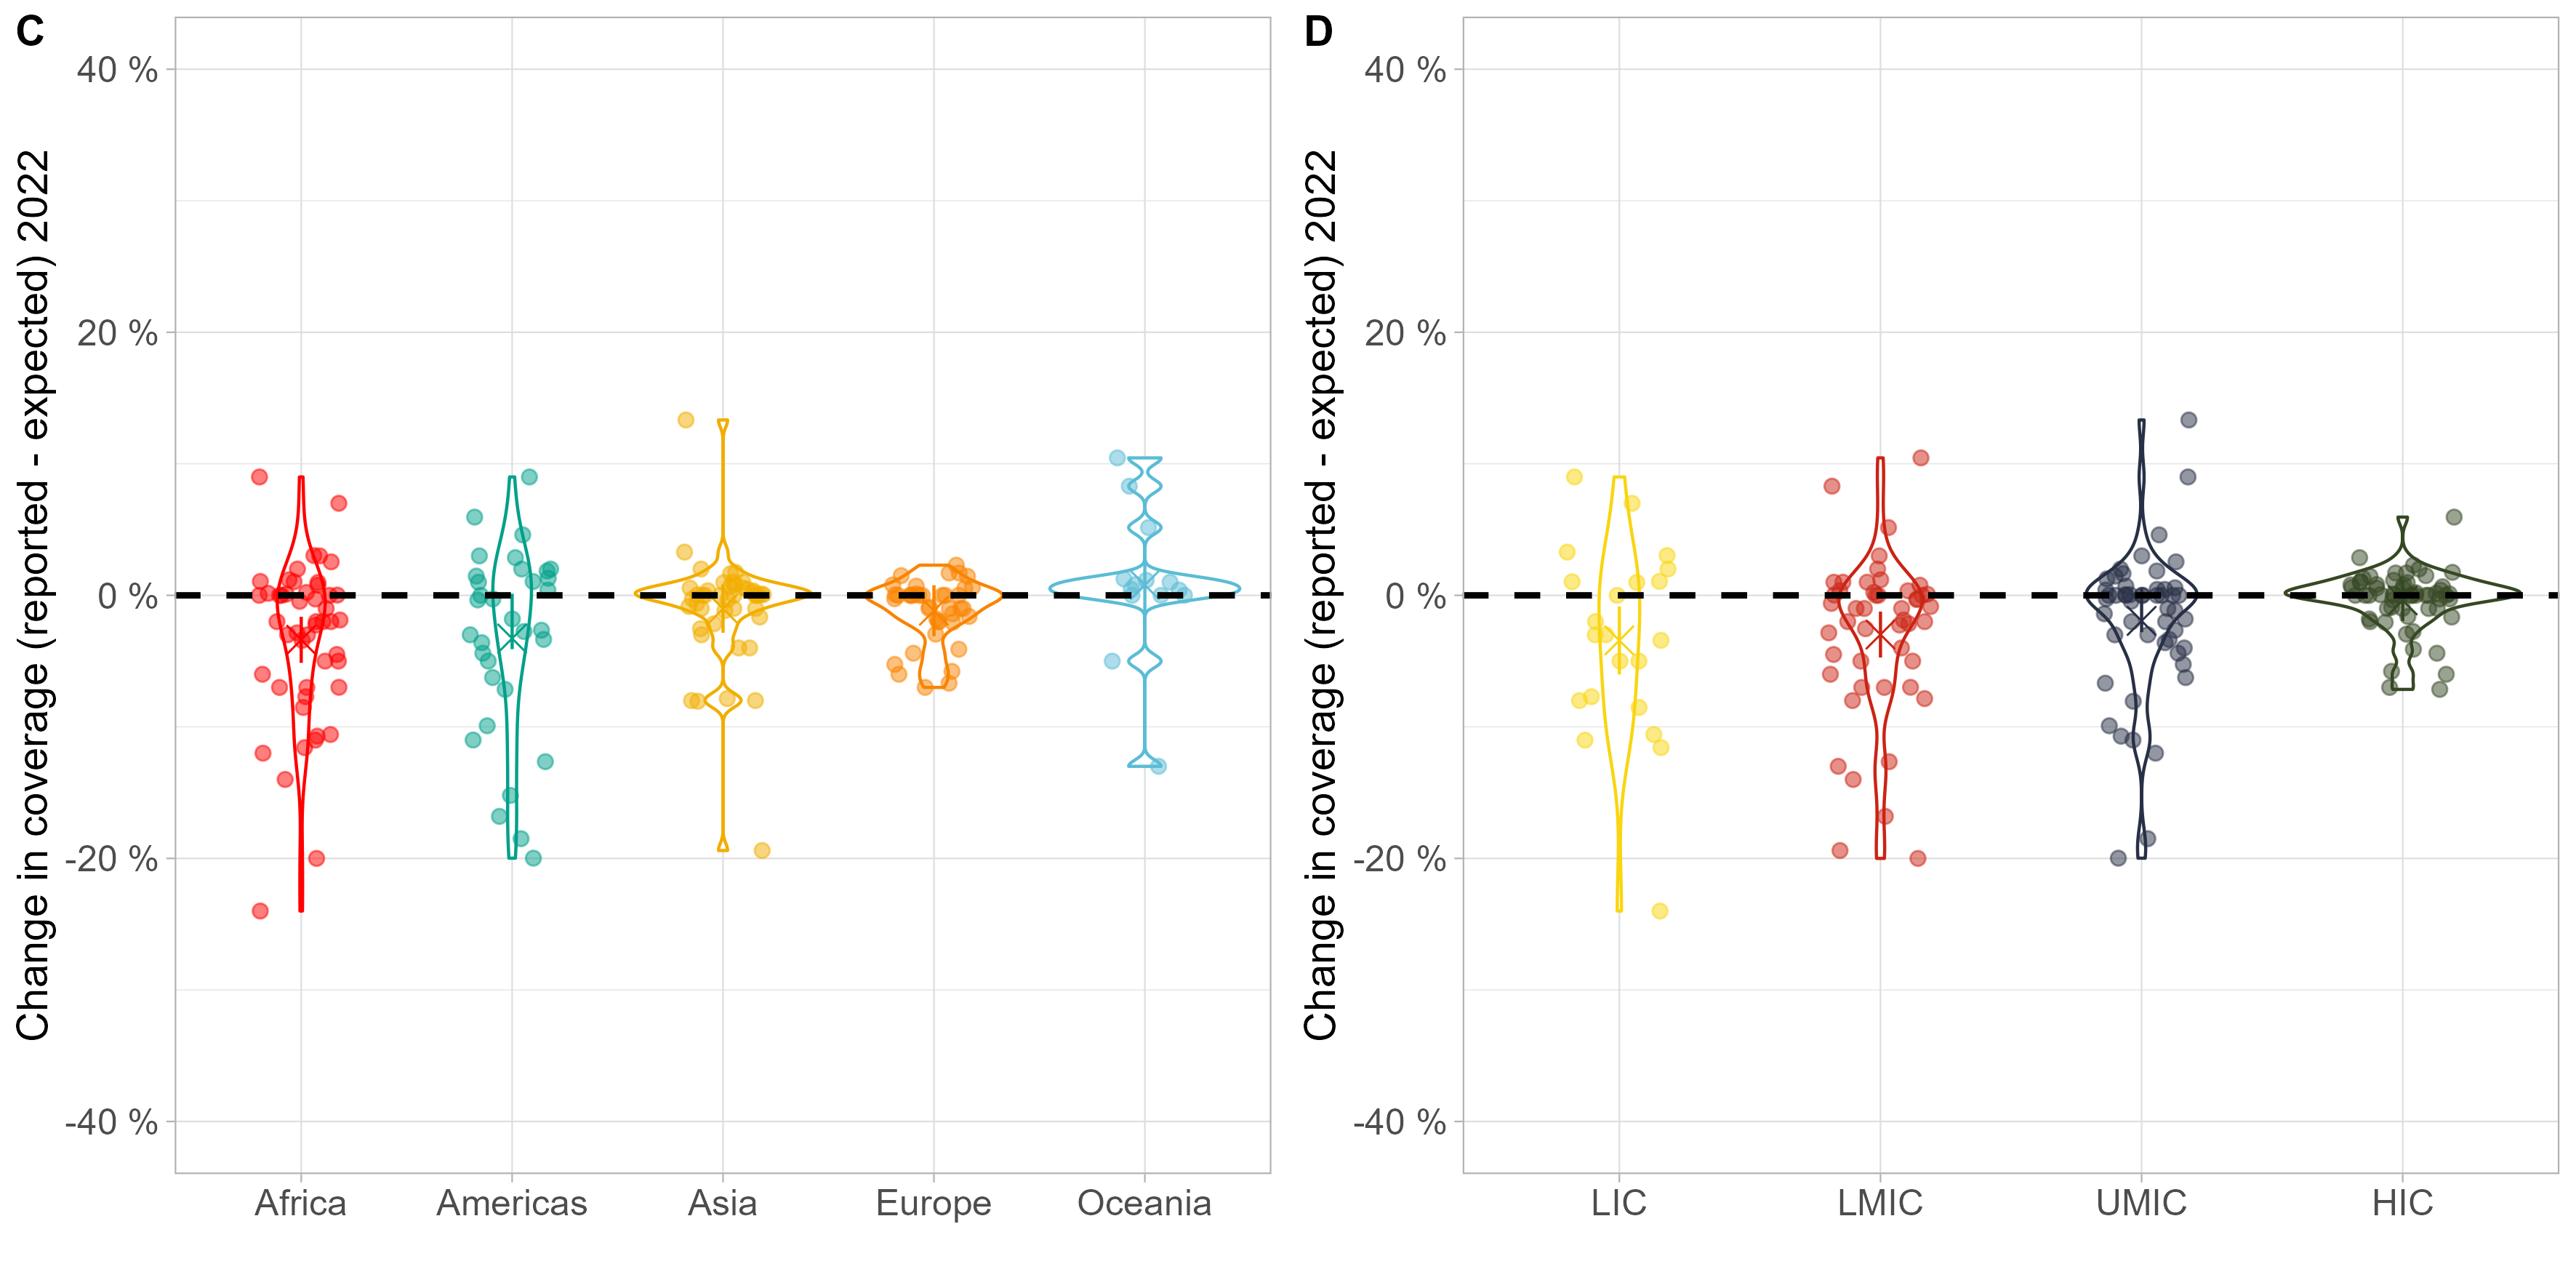 C
Change in coverage (reported - expected) 2022
40 %
20 %
0 %
-20 %
-40 %
Africa
Americas
Asia
Europe
Oceania
D
Change in coverage (reported - expected) 2022
40 %
20 %
0 %
-20 %
-40 %
LIC
LMIC
UMIC
HIC